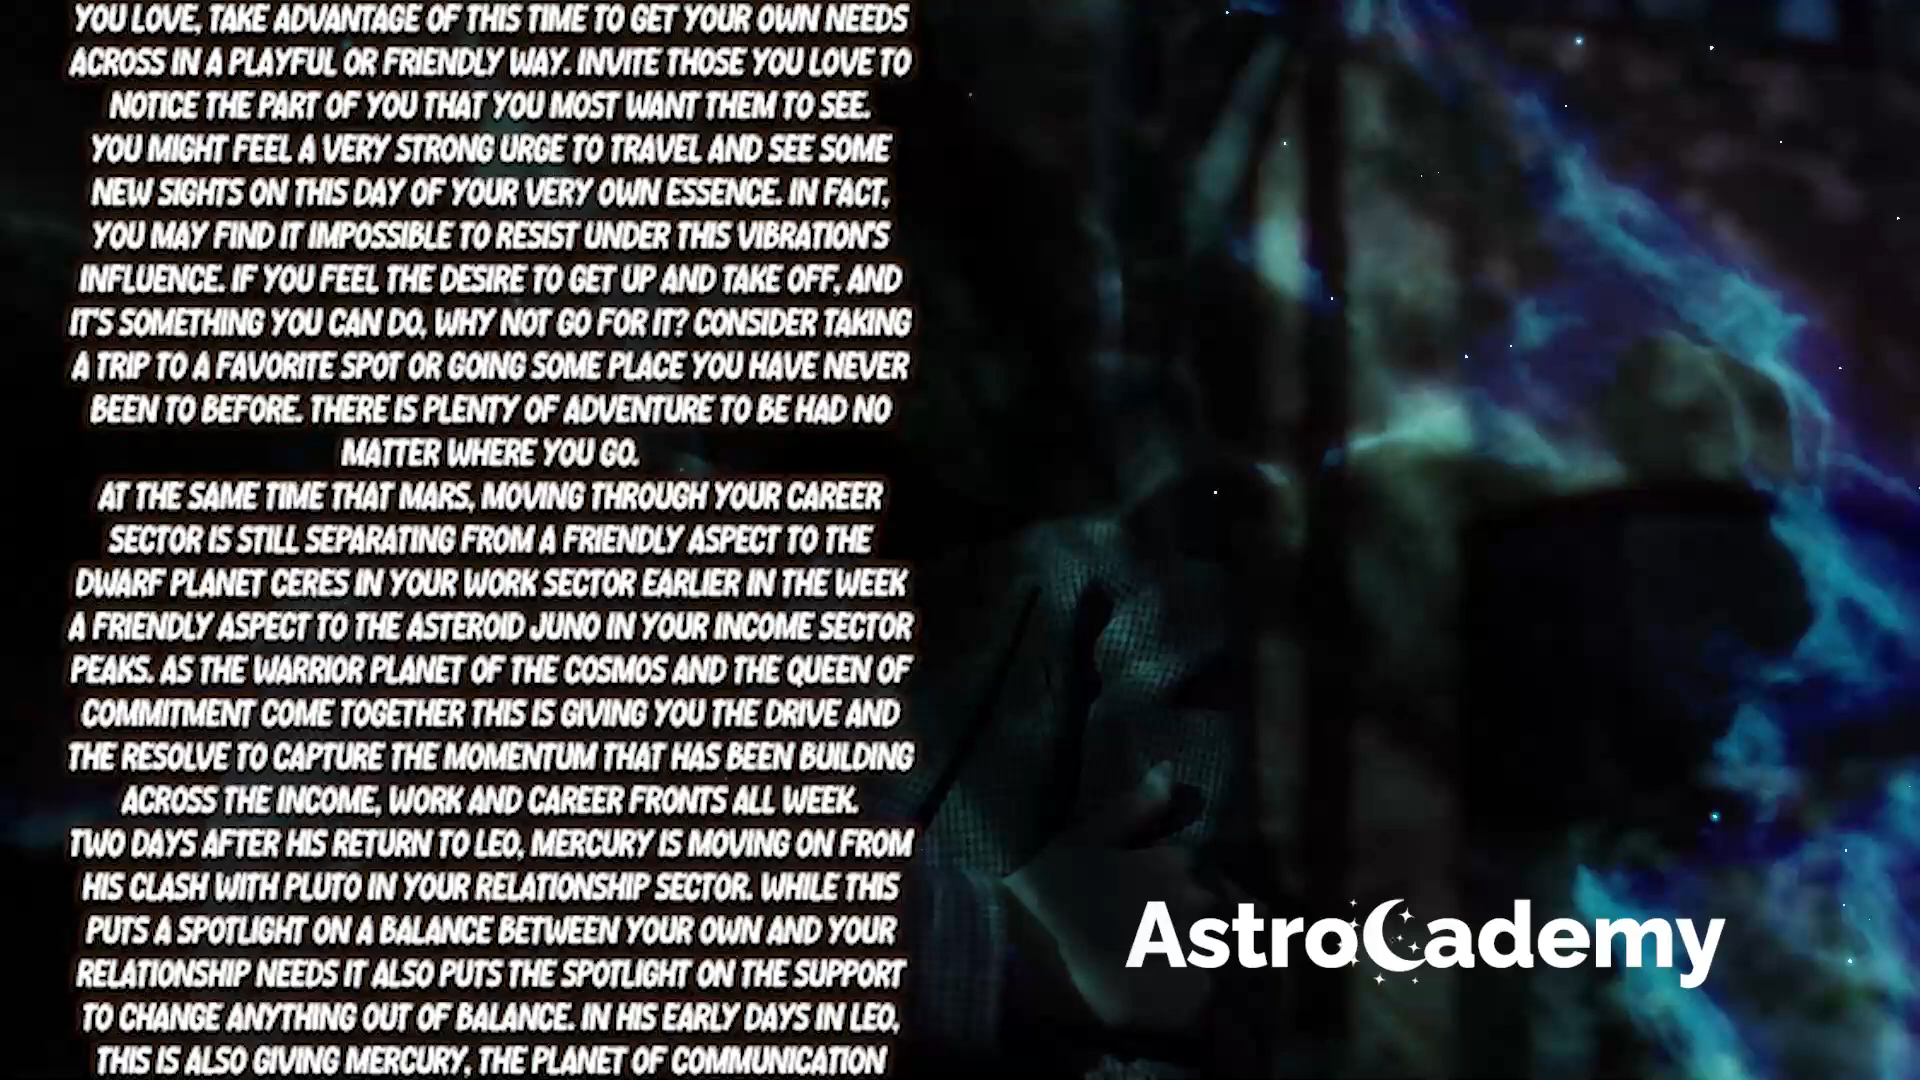 YOU LOVE, TAKE ADVANTAGE OF THIS TIME TO GET YOUR OWN NEEDS
ACROSS IN A PLAYFUL OR FRIENDLY WAY. INVITE THOSE YOU LOVE TO
NOTICE THE PART OF YOU THAT YOU MOST WANT THEM TO SEE.
YOU MIGHT FEEL A VERY STRONG URGE TO TRAVEL AND SEE SOME
NEW SIGHTS ON THIS DAY OF YOUR VERY OWN ESSENCE. IN FACT,
YOU MAY FIND IT IMPOSSIBLE TO RESIST UNDER THIS VIBRATION'S
INFLUENCE. IF YOU FEEL THE DESIRE TO GET UP AND TAKE OFF, AND
IT'S SOMETHING YOU CAN DO, WHY NOT GO FOR IT? CONSIDER TAKING
A TRIP TO A FAVORITE SPOT OR GOING SOME PLACE YOU HAVE NEVER
BEEN TO BEFORE. THERE IS PLENTY OF ADVENTURE TO BE HAD NO
MATTER WHERE YOU GO.
AT THE SAME TIME THAT MARS, MOVING THROUGH YOUR CAREER
SECTOR IS STILL SEPARATING FROM A FRIENDLY ASPECT TO THE
DWARF PLANET CERES IN YOUR WORK SECTOR EARLIER IN THE WEEK
A FRIENDLY ASPECT TO THE ASTEROID JUNO IN YOUR INCOME SECTOR
PEAKS. AS THE WARRIOR PLANET OF THE COSMOS AND THE QUEEN OF
COMMITMENT COME TOGETHER THIS IS GIVING YOU THE DRIVE AND
THE RESOLVE TO CAPTURE THE MOMENTUM THAT HAS BEEN BUILDING
ACROSS THE INCOME, WORK AND CAREER FRONTS ALL WEEK.
TWO DAYS AFTER HIS RETURN TO LEO, MERCURY IS MOVING ON FROM
HIS CLASH WITH PLUTO IN YOUR RELATIONSHIP SECTOR. WHILE THIS
PUTS A SPOTLIGHT ON A BALANCE BETWEEN YOUR OWN AND YOUR
RELATIONSHIP NEEDS IT ALSO PUTS THE SPOTLIGHT ON THE SUPPORT
TO CHANGE ANYTHING OUT OF BALANCE. IN HIS EARLY DAYS IN LEO,
THIS IS ALSO GIVING MERCURY, THE PLANET OF COMMUNICATION
AstroCademy